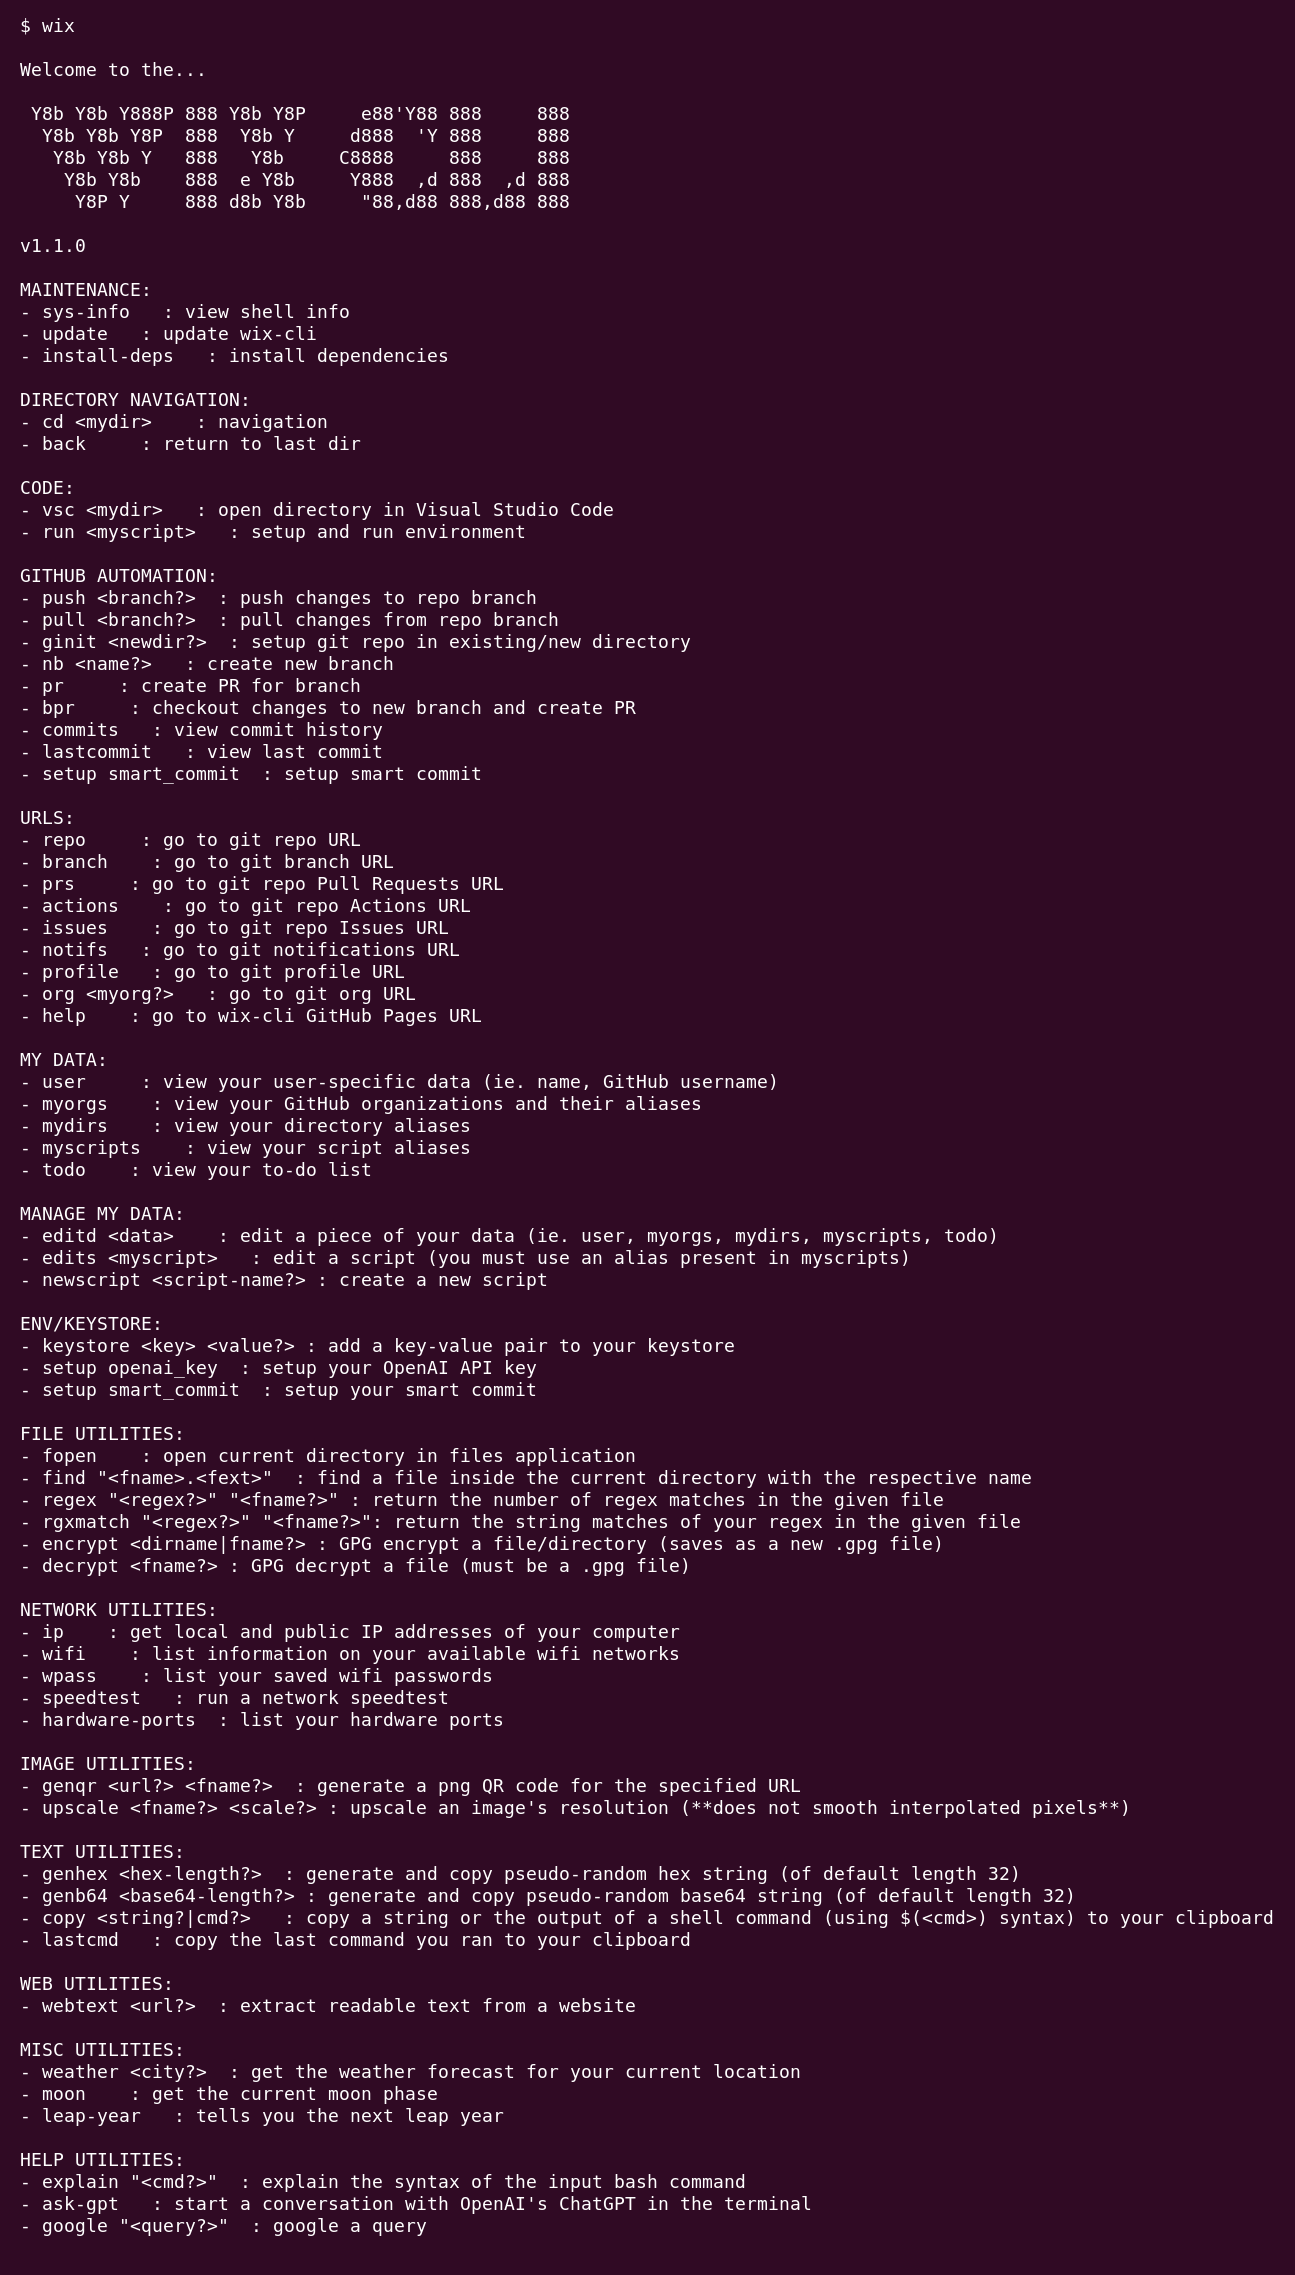 $ wix

Welcome to the...

 Y8b Y8b Y888P 888 Y8b Y8P     e88'Y88 888     888
  Y8b Y8b Y8P  888  Y8b Y     d888  'Y 888     888
   Y8b Y8b Y   888   Y8b     C8888     888     888
    Y8b Y8b    888  e Y8b     Y888  ,d 888  ,d 888
     Y8P Y     888 d8b Y8b     "88,d88 888,d88 888

v1.1.0

MAINTENANCE:
- sys-info   : view shell info
- update   : update wix-cli
- install-deps   : install dependencies

DIRECTORY NAVIGATION:
- cd <mydir>    : navigation
- back     : return to last dir

CODE:
- vsc <mydir>   : open directory in Visual Studio Code
- run <myscript>   : setup and run environment

GITHUB AUTOMATION:
- push <branch?>  : push changes to repo branch
- pull <branch?>  : pull changes from repo branch
- ginit <newdir?>  : setup git repo in existing/new directory
- nb <name?>   : create new branch
- pr     : create PR for branch
- bpr     : checkout changes to new branch and create PR
- commits   : view commit history
- lastcommit   : view last commit
- setup smart_commit  : setup smart commit

URLS:
- repo     : go to git repo URL
- branch    : go to git branch URL
- prs     : go to git repo Pull Requests URL
- actions    : go to git repo Actions URL
- issues    : go to git repo Issues URL
- notifs   : go to git notifications URL
- profile   : go to git profile URL
- org <myorg?>   : go to git org URL
- help    : go to wix-cli GitHub Pages URL

MY DATA:
- user     : view your user-specific data (ie. name, GitHub username)
- myorgs    : view your GitHub organizations and their aliases
- mydirs    : view your directory aliases
- myscripts    : view your script aliases
- todo    : view your to-do list

MANAGE MY DATA:
- editd <data>    : edit a piece of your data (ie. user, myorgs, mydirs, myscripts, todo)
- edits <myscript>   : edit a script (you must use an alias present in myscripts)
- newscript <script-name?> : create a new script

ENV/KEYSTORE:
- keystore <key> <value?> : add a key-value pair to your keystore
- setup openai_key  : setup your OpenAI API key
- setup smart_commit  : setup your smart commit

FILE UTILITIES:
- fopen    : open current directory in files application
- find "<fname>.<fext>"  : find a file inside the current directory with the respective name
- regex "<regex?>" "<fname?>" : return the number of regex matches in the given file
- rgxmatch "<regex?>" "<fname?>": return the string matches of your regex in the given file
- encrypt <dirname|fname?> : GPG encrypt a file/directory (saves as a new .gpg file)
- decrypt <fname?> : GPG decrypt a file (must be a .gpg file)

NETWORK UTILITIES:
- ip    : get local and public IP addresses of your computer
- wifi    : list information on your available wifi networks
- wpass    : list your saved wifi passwords
- speedtest   : run a network speedtest
- hardware-ports  : list your hardware ports

IMAGE UTILITIES:
- genqr <url?> <fname?>  : generate a png QR code for the specified URL
- upscale <fname?> <scale?> : upscale an image's resolution (**does not smooth interpolated pixels**)

TEXT UTILITIES:
- genhex <hex-length?>  : generate and copy pseudo-random hex string (of default length 32)
- genb64 <base64-length?> : generate and copy pseudo-random base64 string (of default length 32)
- copy <string?|cmd?>   : copy a string or the output of a shell command (using $(<cmd>) syntax) to your clipboard
- lastcmd   : copy the last command you ran to your clipboard

WEB UTILITIES:
- webtext <url?>  : extract readable text from a website

MISC UTILITIES:
- weather <city?>  : get the weather forecast for your current location
- moon    : get the current moon phase
- leap-year   : tells you the next leap year

HELP UTILITIES:
- explain "<cmd?>"  : explain the syntax of the input bash command
- ask-gpt   : start a conversation with OpenAI's ChatGPT in the terminal
- google "<query?>"  : google a query